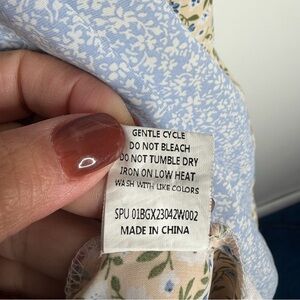 GENTLE CYCLE
DO NOT BLEACH
DO NOT TUMBLE DRY
IRON ON LOW HEAT
WASH WITH LIKE COLORS
SPU 01BGX23042W002
MADE IN CHINA